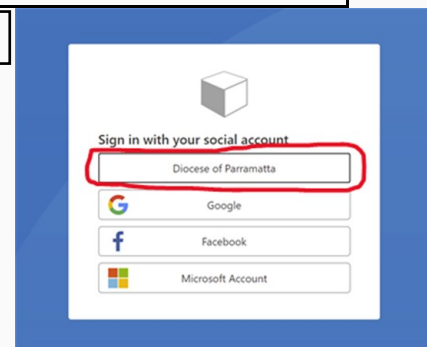 Sign in with your social account
Diocese of Parramatta
Google
Facebook
Microsoft Account